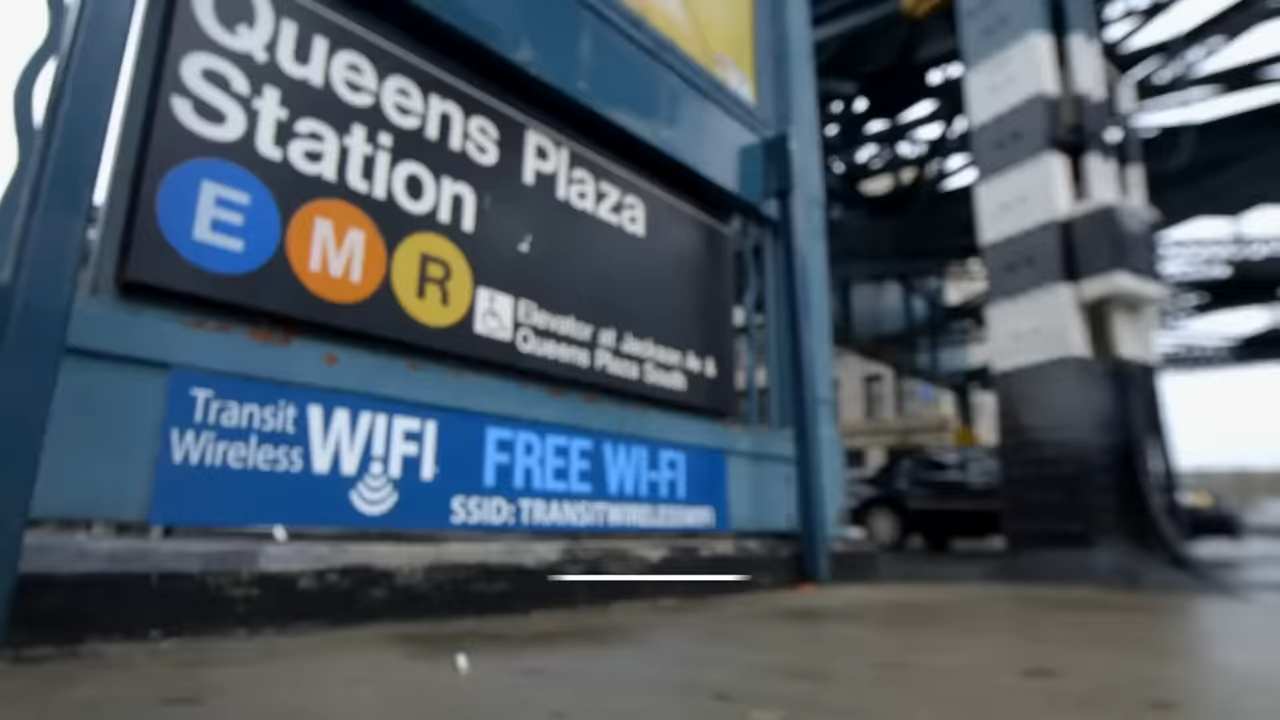 Queens Plaza
Station
E M R
Elevator at Jackson Av &
Queens Plaza South
Transit
Wireless WIFI
FREE WI-FI
SSID: TRANSITWIRELESSWIFI